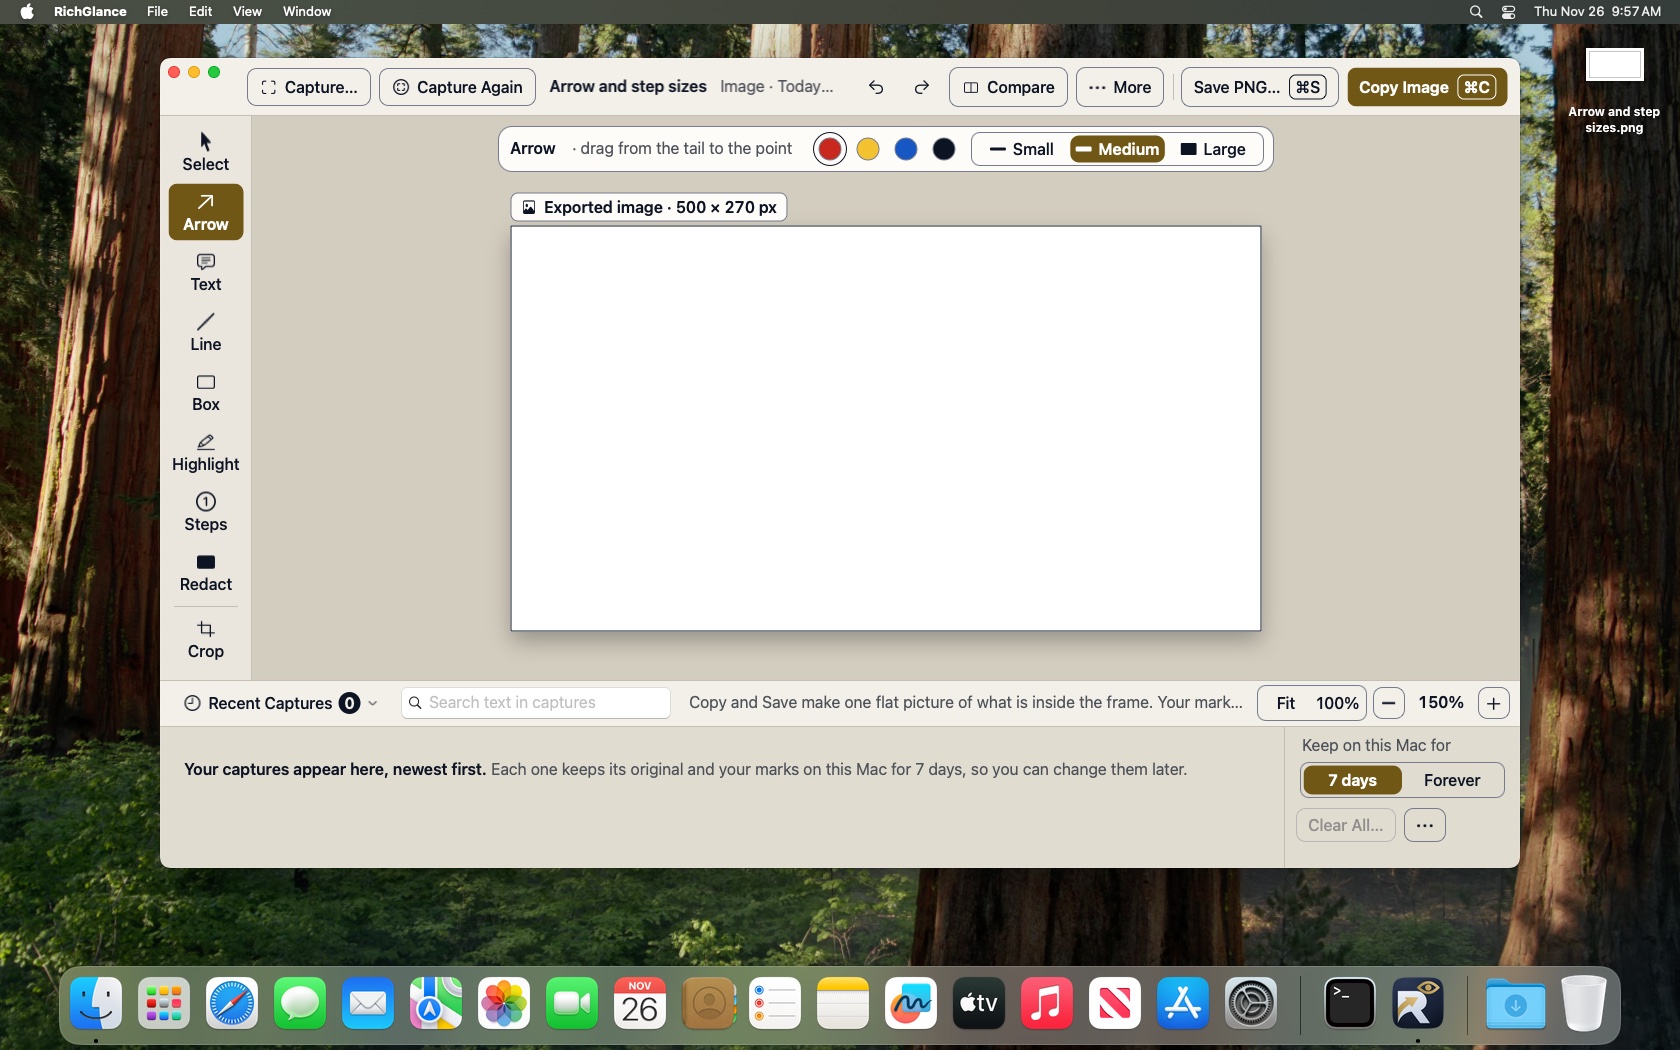 RichGlance File Edit View Window
Thu Nov 26 9:57 AM
Capture...
Capture Again
Arrow and step sizes Image · Today...
Compare
More
Save PNG... ⌘S
Copy Image ⌘C
Arrow and step
sizes.png
Select
Arrow
Text
Line
Box
Highlight
1
Steps
Redact
Crop
Arrow · drag from the tail to the point
Small
Medium
Large
Exported image · 500 × 270 px
Recent Captures 0
Search text in captures
Copy and Save make one flat picture of what is inside the frame. Your mark...
Fit 100%
150%
Your captures appear here, newest first. Each one keeps its original and your marks on this Mac for 7 days, so you can change them later.
Keep on this Mac for
7 days Forever
Clear All...
NOV
26
tv
>_